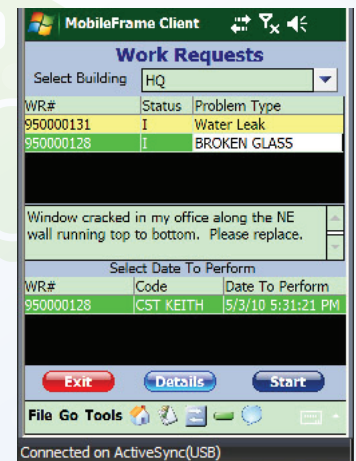 MobileFrame Client
Work Requests
Select Building HQ
WR# Status Problem Type
950000131 I Water Leak
950000128 I BROKEN GLASS
Window cracked in my office along the NE
wall running top to bottom. Please replace.
Select Date To Perform
WR# Code Date To Perform
950000128 CST KEITH 5/3/10 5:31:21 PM
Exit Details Start
File Go Tools
Connected on ActiveSync(USB)